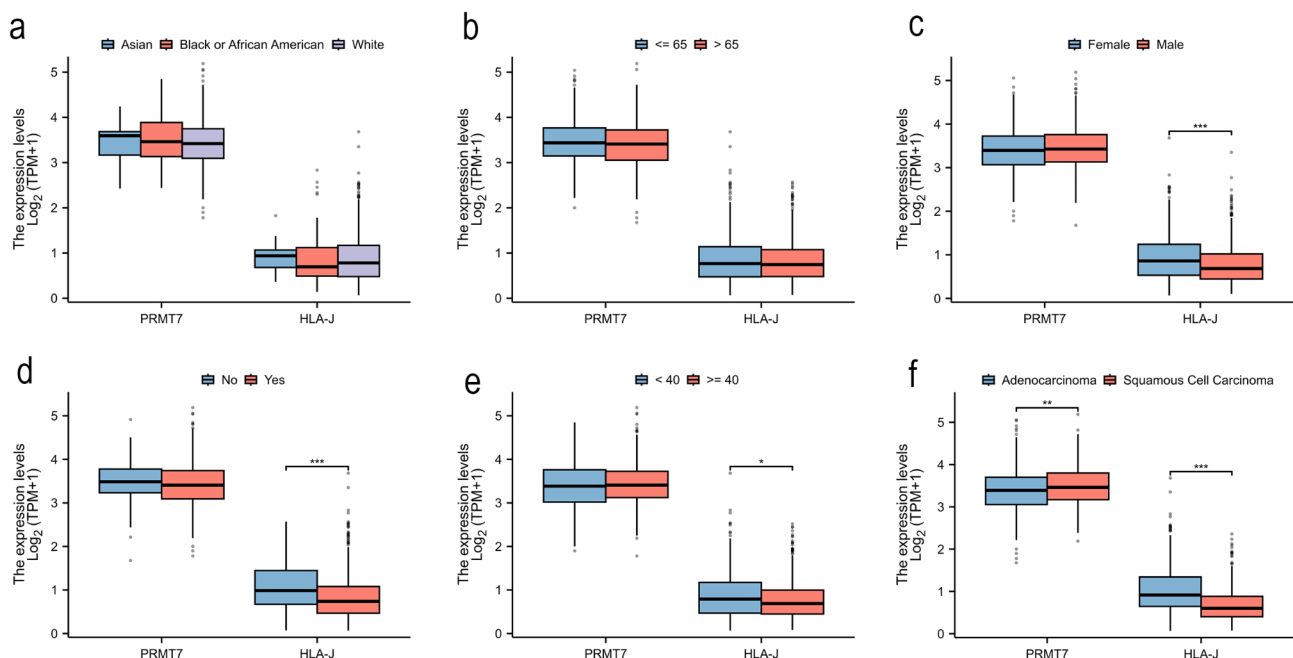 a
Asian Black or African American White
The expression levels
Log2 (TPM+1)
5
4
3
2
1
0
PRMT7 HLA-J
b
<= 65 > 65
The expression levels
Log2 (TPM+1)
5
4
3
2
1
0
PRMT7 HLA-J
c
Female Male
The expression levels
Log2 (TPM+1)
5
4
3
2
1
0
***
PRMT7 HLA-J
d
No Yes
The expression levels
Log2 (TPM+1)
5
4
3
2
1
0
***
PRMT7 HLA-J
e
< 40 >= 40
The expression levels
Log2 (TPM+1)
5
4
3
2
1
0
*
PRMT7 HLA-J
f
Adenocarcinoma Squamous Cell Carcinoma
The expression levels
Log2 (TPM+1)
5
4
3
2
1
0
**
***
PRMT7 HLA-J